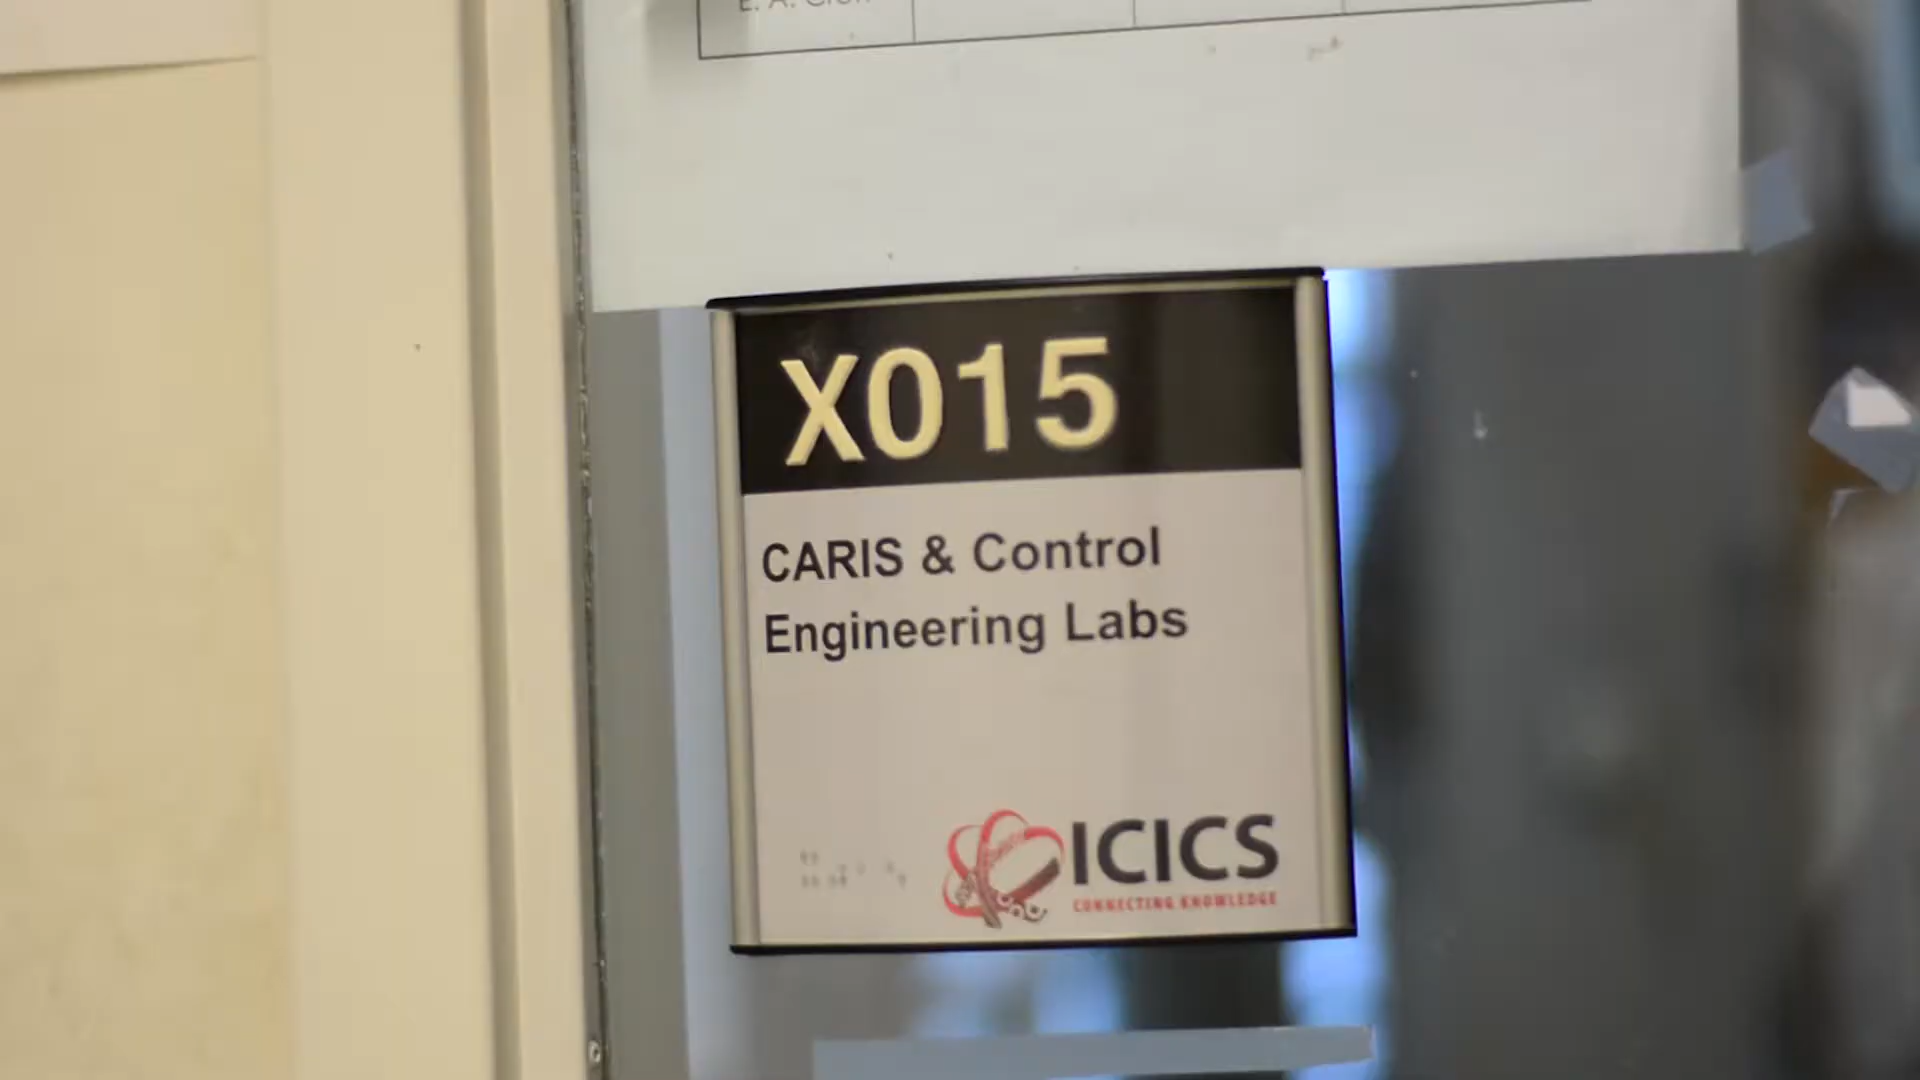 X015
CARIS & Control
Engineering Labs
ICICS
CONNECTING KNOWLEDGE